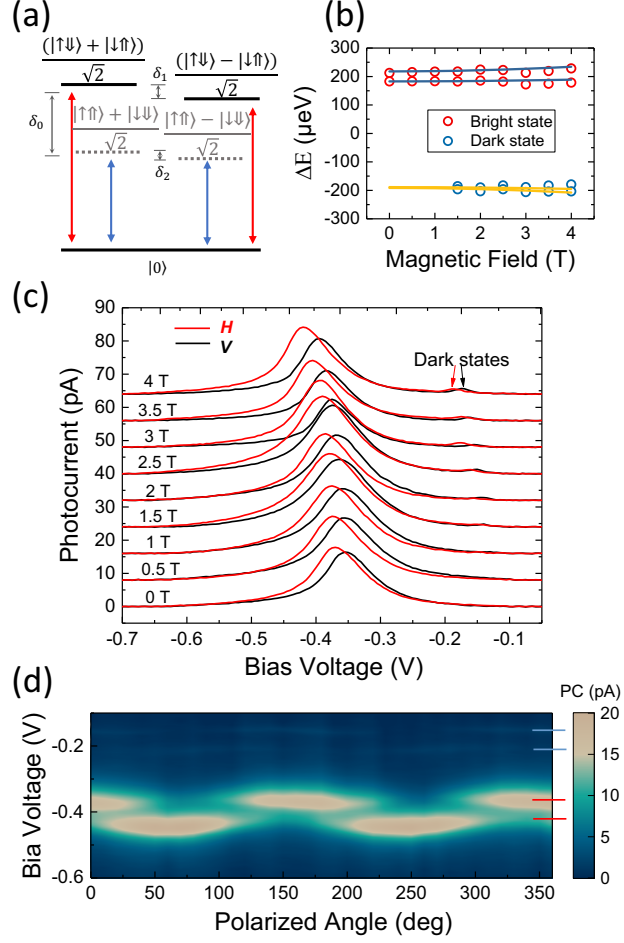 (a)
(|↑⇓⟩ + |↓⇑⟩)
√2
δ₁
(|↑⇓⟩ − |↓⇑⟩)
√2
δ₀
|↑⇑⟩ + |↓⇓⟩
√2
|↑⇑⟩ − |↓⇓⟩
√2
δ₂
|0⟩
(b)
ΔE (μeV)
300
200
100
0
-100
-200
-300
Bright state
Dark state
0 1 2 3 4
Magnetic Field (T)
(c)
Photocurrent (pA)
90
80
70
60
50
40
30
20
10
0
H
V
Dark states
4 T
3.5 T
3 T
2.5 T
2 T
1.5 T
1 T
0.5 T
0 T
-0.7 -0.5 -0.4 -0.3 -0.2 -0.1
Bias Voltage (V)
(d)
PC (pA)
Bia Voltage (V)
-0.2
-0.4
-0.6
0 50 100 150 200 250 300 350
Polarized Angle (deg)
20
15
10
5
0